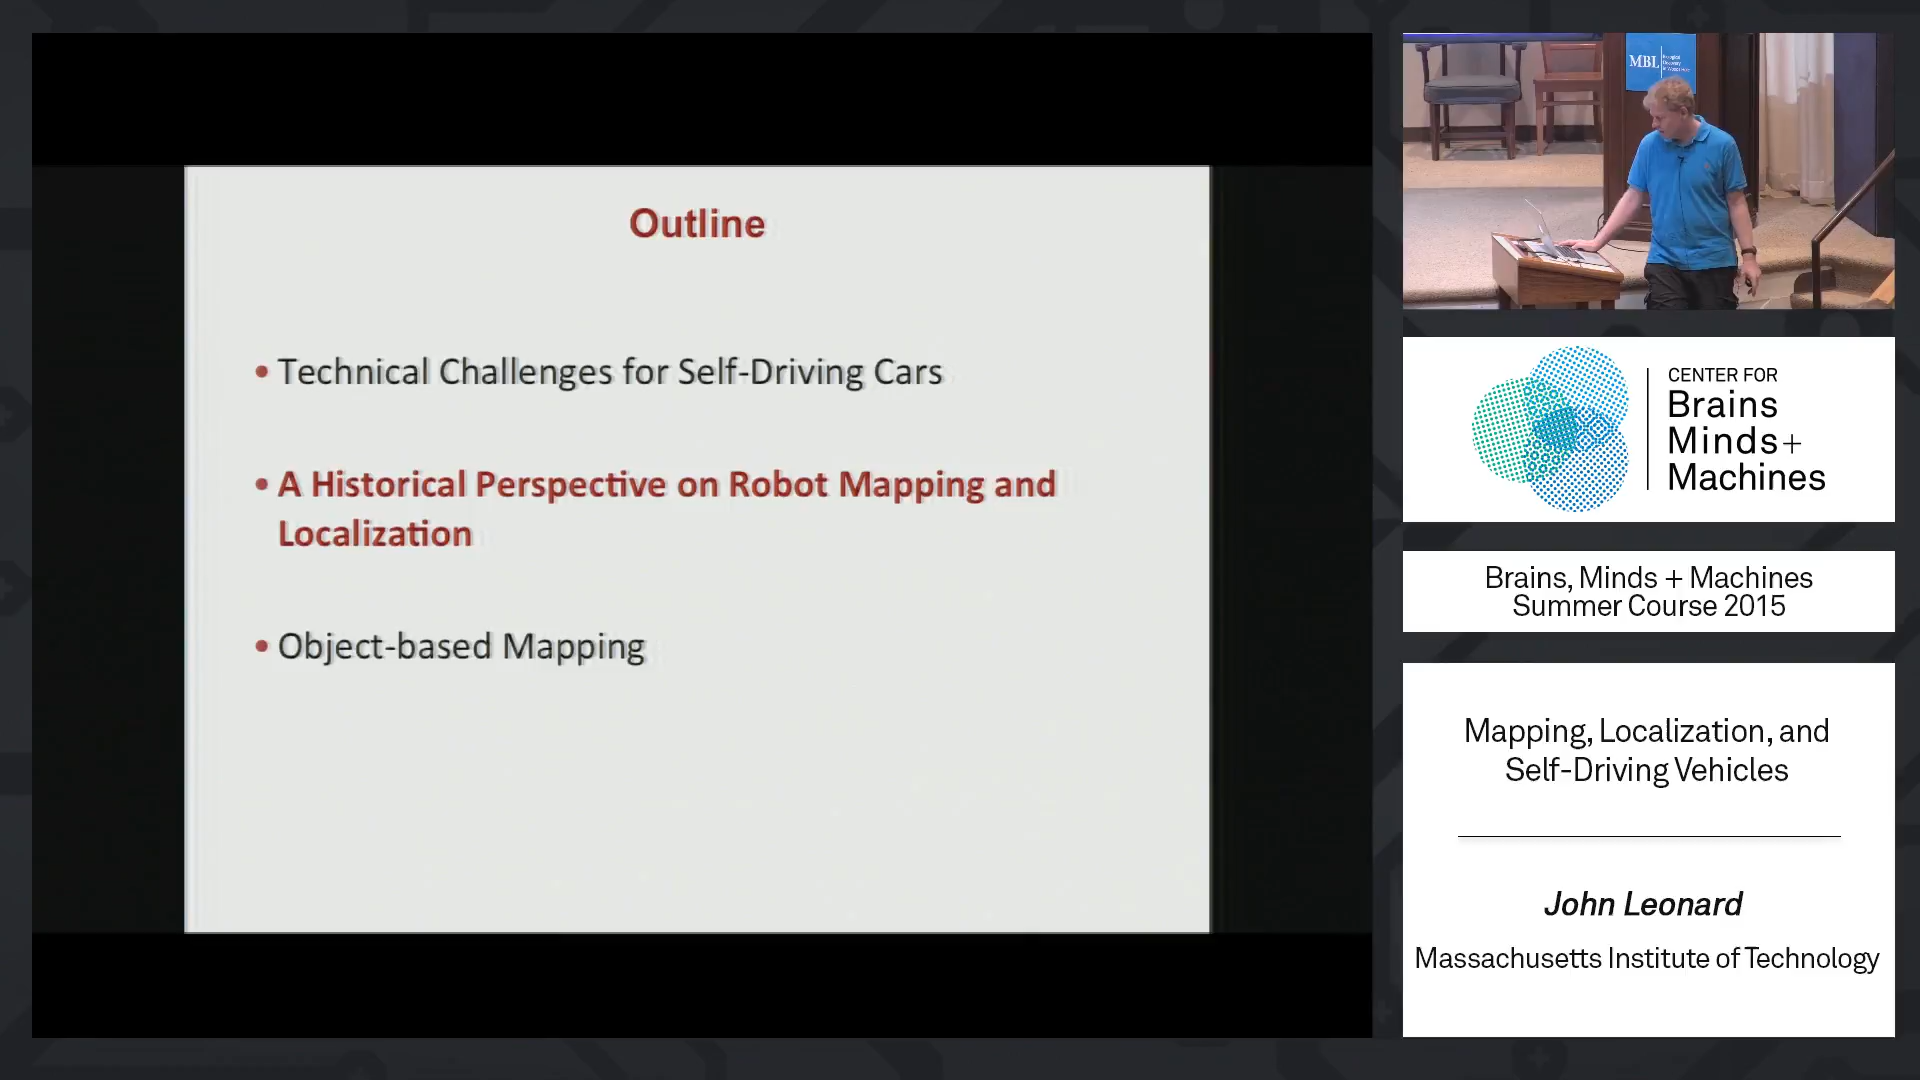 Outline
• Technical Challenges for Self-Driving Cars
• A Historical Perspective on Robot Mapping and
Localization
• Object-based Mapping
MBL
CENTER FOR
Brains
Minds+
Machines
Brains, Minds + Machines
Summer Course 2015
Mapping, Localization, and
Self-Driving Vehicles
John Leonard
Massachusetts Institute of Technology